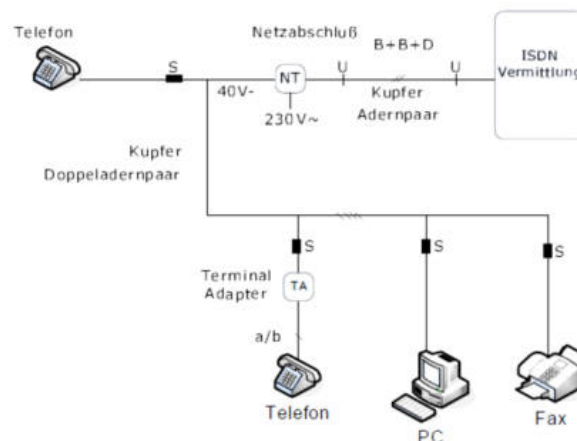 Telefon
Netzabschluß
B+B+D
ISDN
Vermittlung
S
40V-
NT
U
U
230V~
Kupfer
Adernpaar
Kupfer
Doppeladernpaar
S
S
S
Terminal
Adapter
TA
a/b
Telefon
PC
Fax